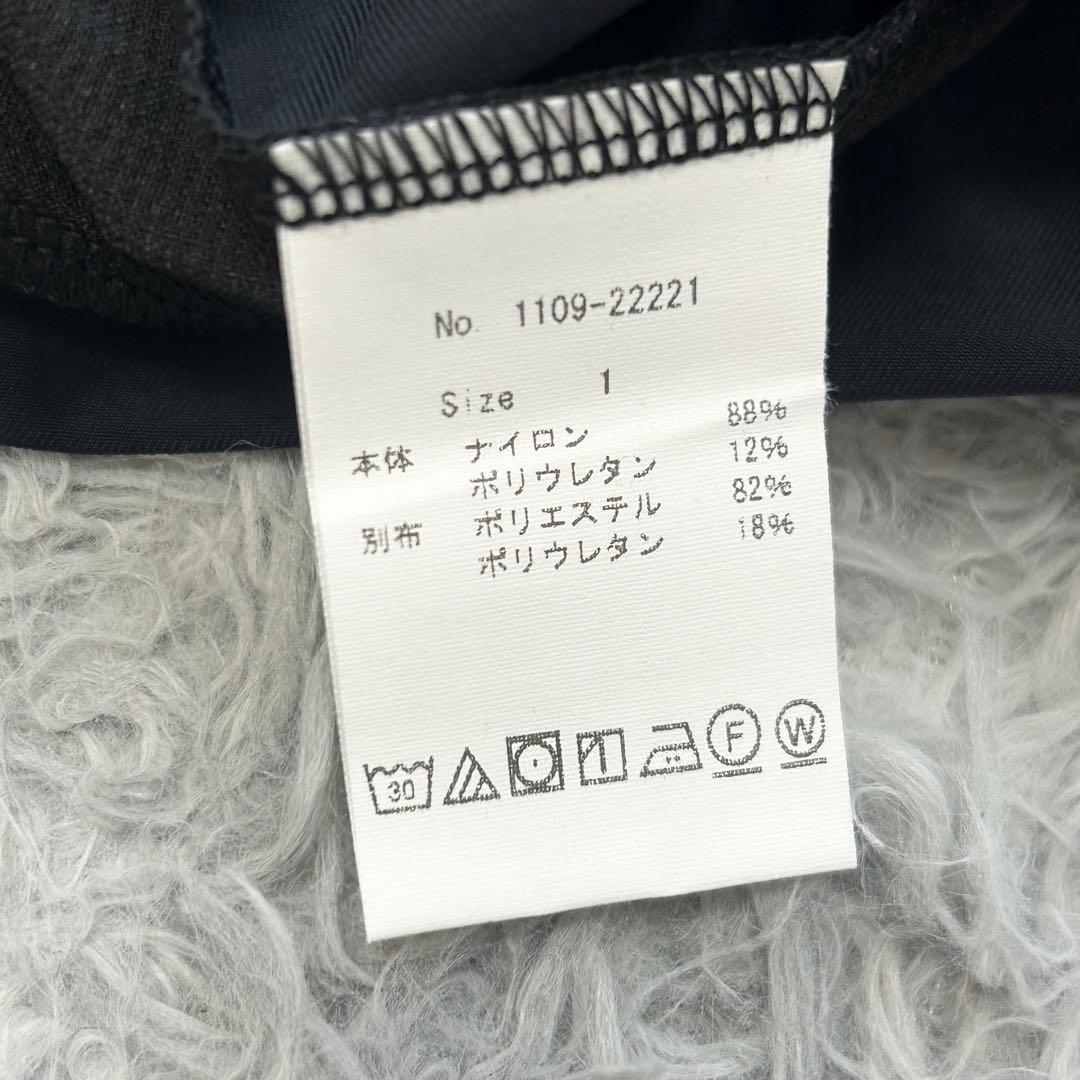 No. 1109-22221
Size 1
本体 ナイロン 88%
ポリウレタン 12%
別布 ポリエステル 82%
ポリウレタン 18%
30 F W